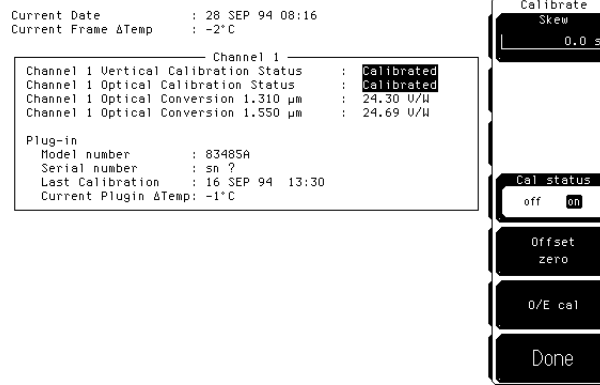 Current Date : 28 SEP 94 08:16
Current Frame ΔTemp : -2°C
Channel 1
Channel 1 Vertical Calibration Status : Calibrated
Channel 1 Optical Calibration Status : Calibrated
Channel 1 Optical Conversion 1.310 µm : 24.30 V/W
Channel 1 Optical Conversion 1.550 µm : 24.69 V/W
Plug-in
Model number : 83485A
Serial number : sn ?
Last Calibration : 16 SEP 94 13:30
Current Plugin ΔTemp: -1°C
Calibrate
Skew
0.0 s
Cal status
off on
Offset
zero
O/E cal
Done